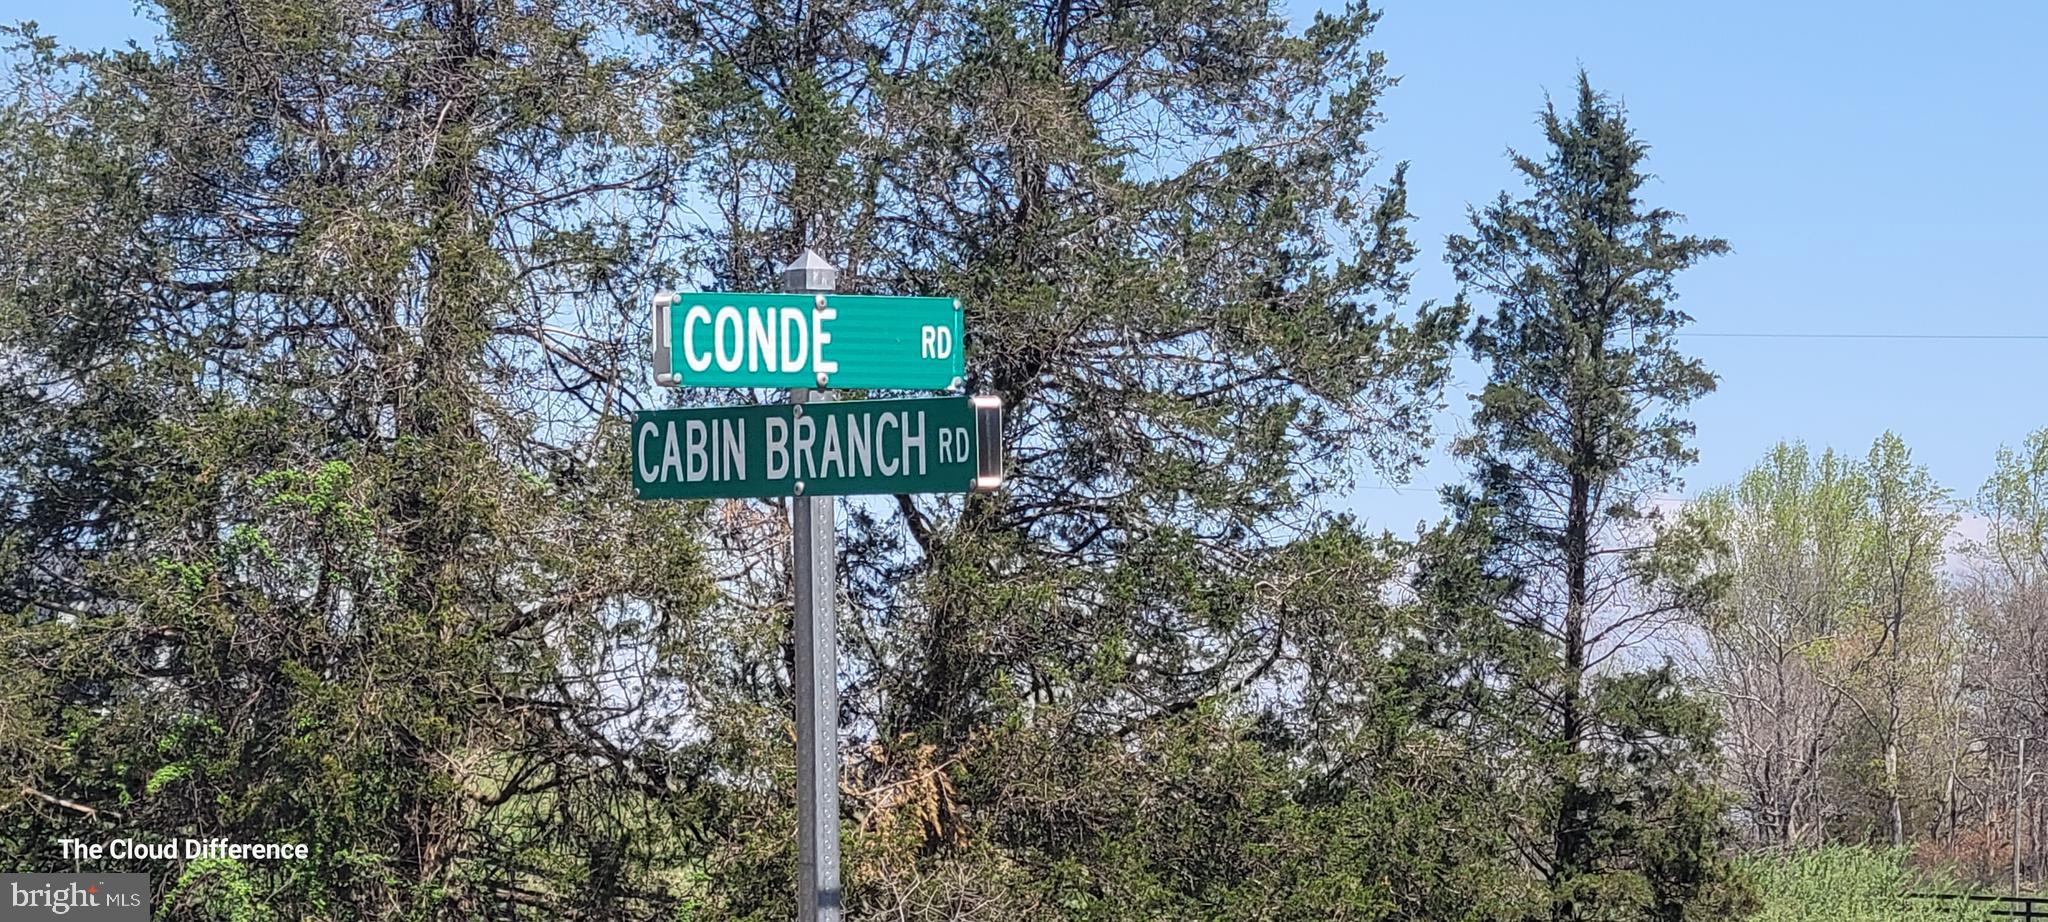 CONDE RD
CABIN BRANCH RD
The Cloud Difference
bright MLS